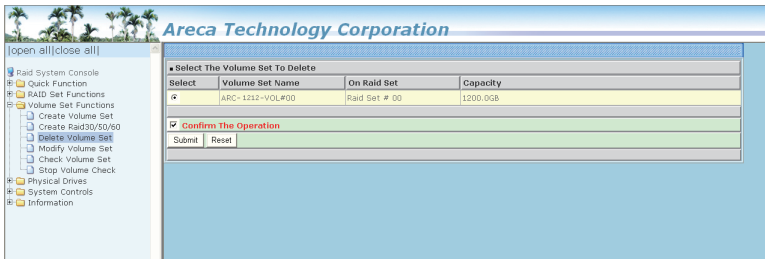 Areca Technology Corporation
|open all|close all|
Raid System Console
Quick Function
RAID Set Functions
Volume Set Functions
Create Volume Set
Create Raid30/50/60
Delete Volume Set
Modify Volume Set
Check Volume Set
Stop Volume Check
Physical Drives
System Controls
Information
Select The Volume Set To Delete
Select Volume Set Name On Raid Set Capacity
ARC-1212-VOL#00 Raid Set # 00 1200.0GB
Confirm The Operation
Submit Reset